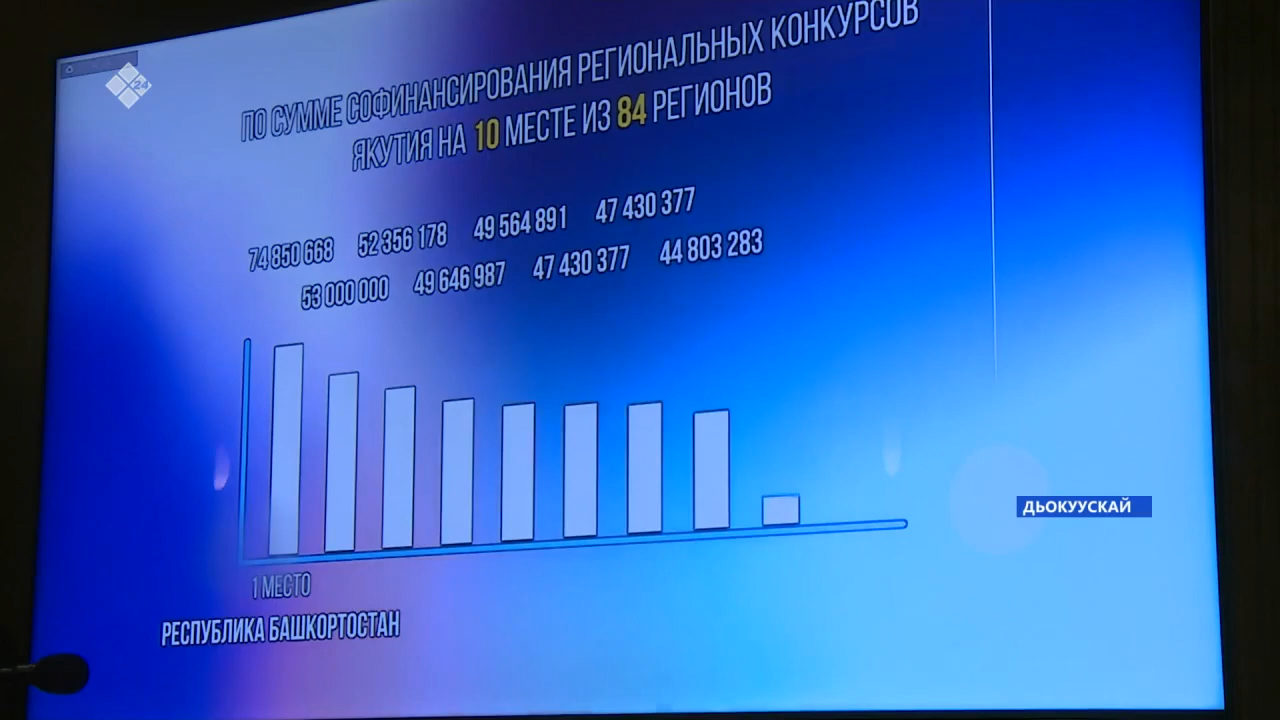 24
ПО СУММЕ СОФИНАНСИРОВАНИЯ РЕГИОНАЛЬНЫХ КОНКУРСОВ
ЯКУТИЯ НА 10 МЕСТЕ ИЗ 84 РЕГИОНОВ
74 850 668 52 356 178 49 564 891 47 430 377
53 000 000 49 646 987 47 430 377 44 803 283
ДЬОКУУСКАЙ
1 МЕСТО
РЕСПУБЛИКА БАШКОРТОСТАН